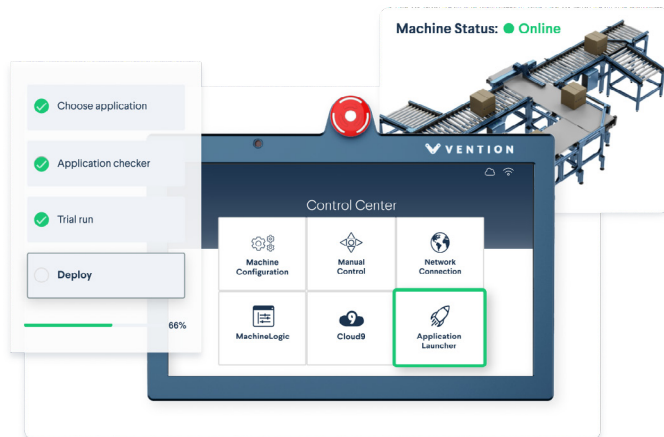 Machine Status: Online
Choose application
Application checker
Trial run
Deploy
66%
VENTION
Control Center
Machine
Configuration
Manual
Control
Network
Connection
MachineLogic
Cloud9
Application
Launcher